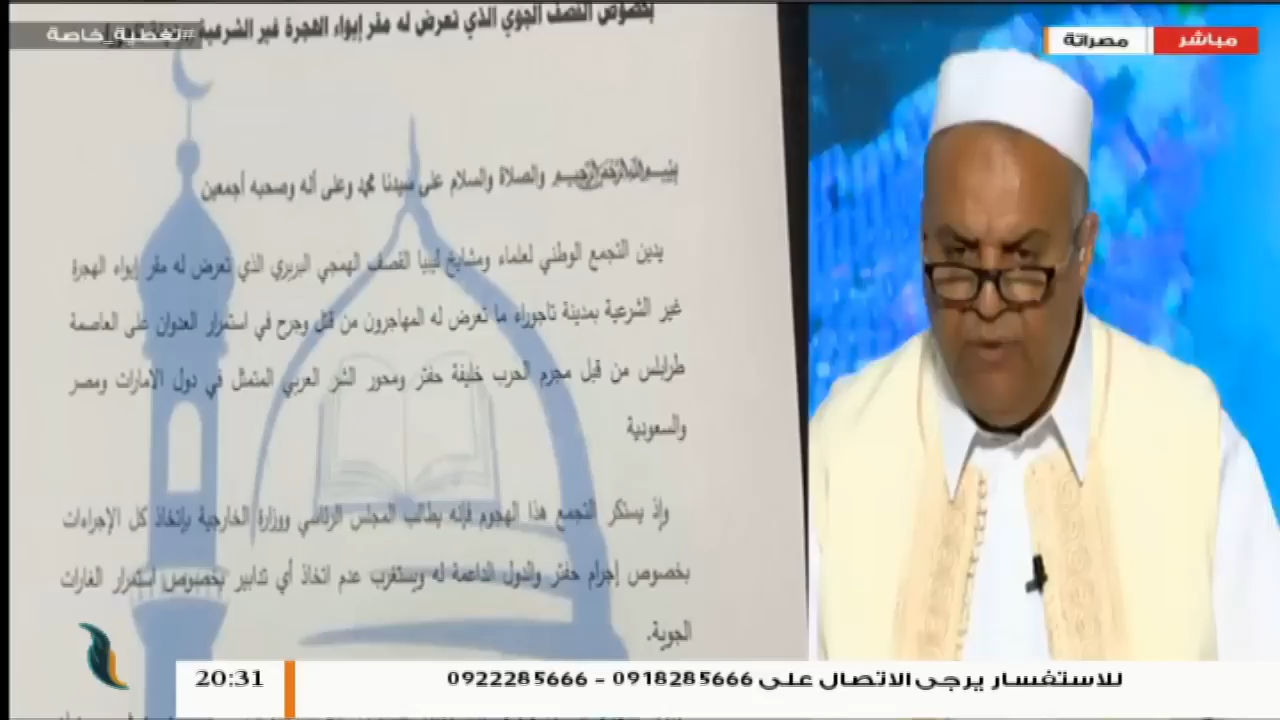 #تغطية_خاصة
مباشر
مصراتة
بخصوص القصف الجوي الذي تعرض له مقر إيواء الهجرة غير الشرعية
بسم الله الرحمن الرحيم والصلاة والسلام على سيدنا محمد وعلى أله وصحبه أجمعين
يدين التجمع الوطني لعلماء ومشايخ ليبيا القصف الهمجي البربري الذي تعرض له مقر إيواء الهجرة
غير الشرعية بمدينة تاجوراء ما تعرض له المهاجرون من قتل وجرح في استمرار العدوان على العاصمة
طرابلس من قبل مجرم الحرب خليفة حفتر ومحور الشر العربي المتمثل في دول الامارات ومصر
والسعودية
وإذ يستنكر التجمع هذا الهجوم فإنه يطالب المجلس الرئاسي ووزارة الخارجية بإتخاذ كل الإجراءات
بخصوص إجرام حفتر والدول الداعمة له ويستغرب عدم اتخاذ أي تدابير بخصوص استمرار الغارات
الجوية.
للاستفسار يرجى الاتصال على 0918285666 - 0922285666
20:31